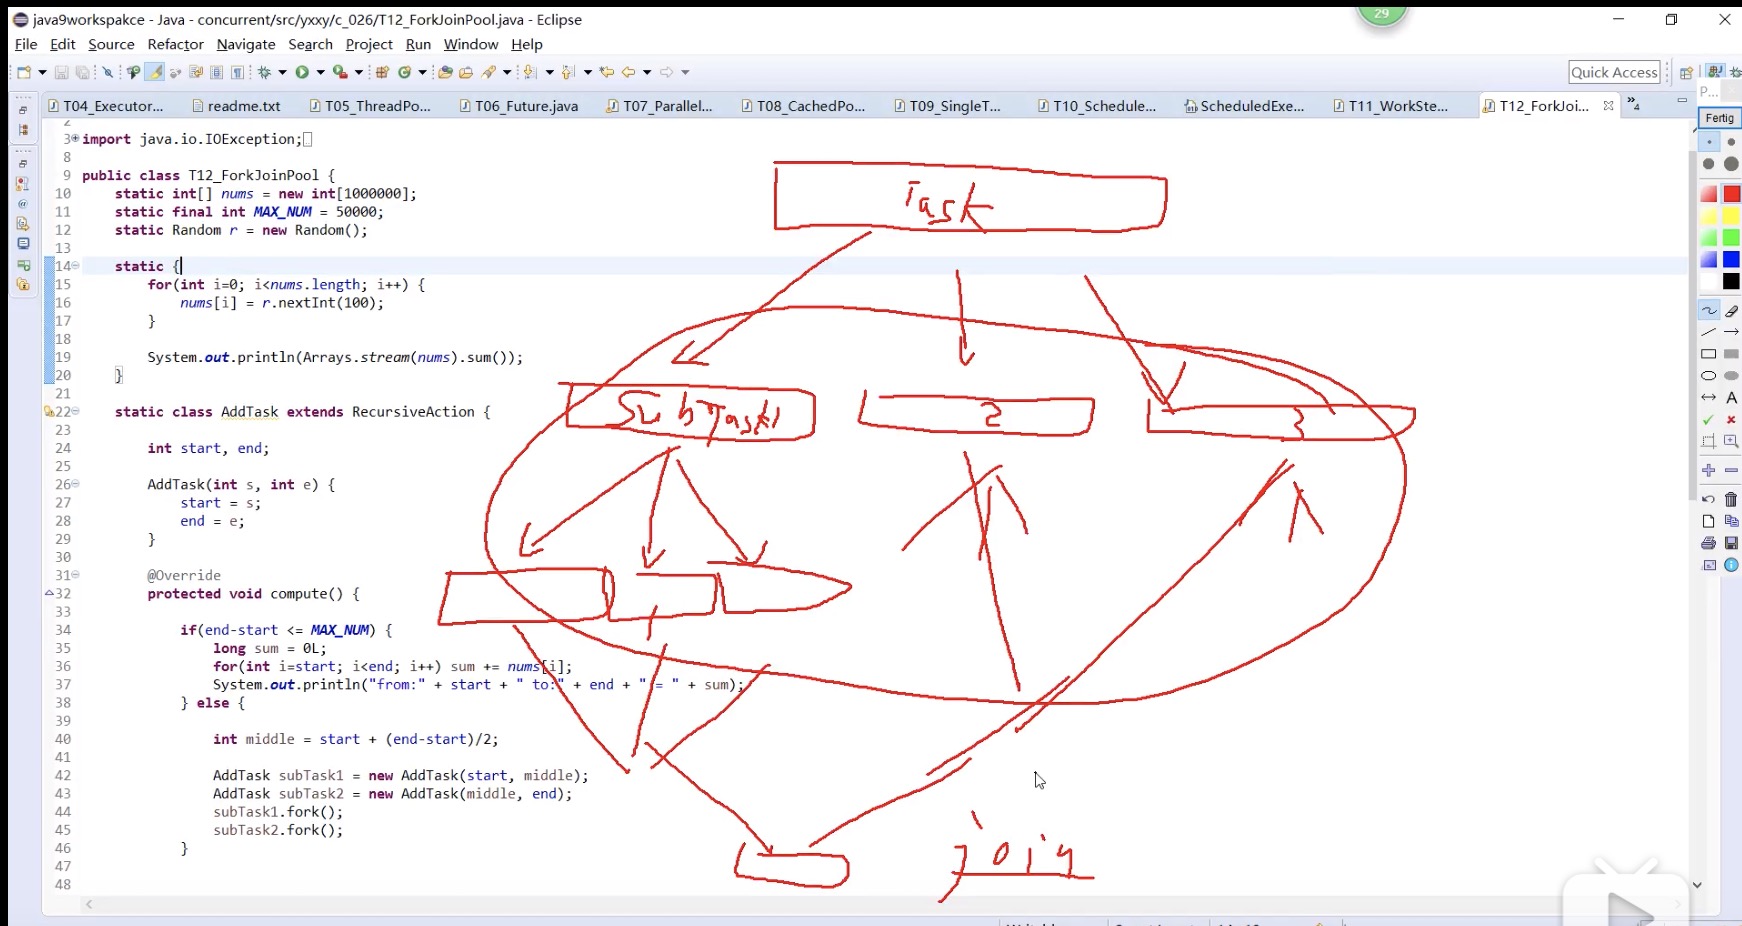 29
java9workspakce - Java - concurrent/src/yxxy/c_026/T12_ForkJoinPool.java - Eclipse
File Edit Source Refactor Navigate Search Project Run Window Help
Quick Access
T04_Executor... readme.txt T05_ThreadPo... T06_Future.java T07_Parallel... T08_CachedPo... T09_SingleT... T10_Schedule... ScheduledExe... T11_WorkSte... T12_ForkJoi... »4
P...
Fertig
2
3 import java.io.IOException;
8
9 public class T12_ForkJoinPool {
10 static int[] nums = new int[1000000];
11 static final int MAX_NUM = 50000;
12 static Random r = new Random();
13
14 static {
15 for(int i=0; i<nums.length; i++) {
16 nums[i] = r.nextInt(100);
17 }
18
19 System.out.println(Arrays.stream(nums).sum());
20 }
21
22 static class AddTask extends RecursiveAction {
23
24 int start, end;
25
26 AddTask(int s, int e) {
27 start = s;
28 end = e;
29 }
30
31 @Override
32 protected void compute() {
33
34 if(end-start <= MAX_NUM) {
35 long sum = 0L;
36 for(int i=start; i<end; i++) sum += nums[i];
37 System.out.println("from:" + start + " to:" + end + " = " + sum);
38 } else {
39
40 int middle = start + (end-start)/2;
41
42 AddTask subTask1 = new AddTask(start, middle);
43 AddTask subTask2 = new AddTask(middle, end);
44 subTask1.fork();
45 subTask2.fork();
46 }
47
48
Task
SubTask1 2 3
join
A